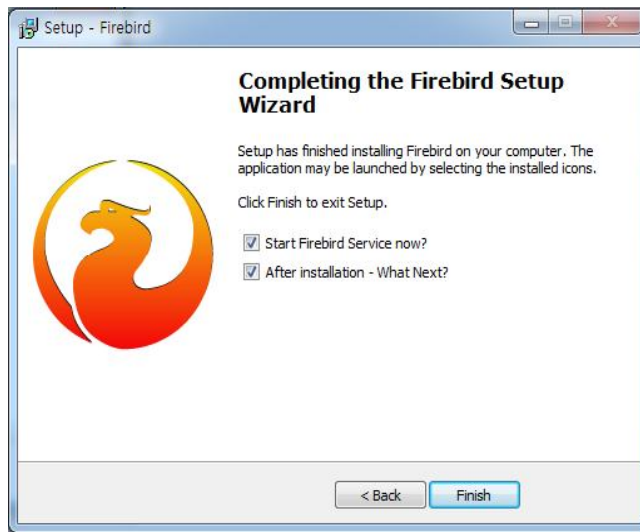 Setup - Firebird
Completing the Firebird Setup
Wizard
Setup has finished installing Firebird on your computer. The
application may be launched by selecting the installed icons.
Click Finish to exit Setup.
Start Firebird Service now?
After installation - What Next?
< Back
Finish